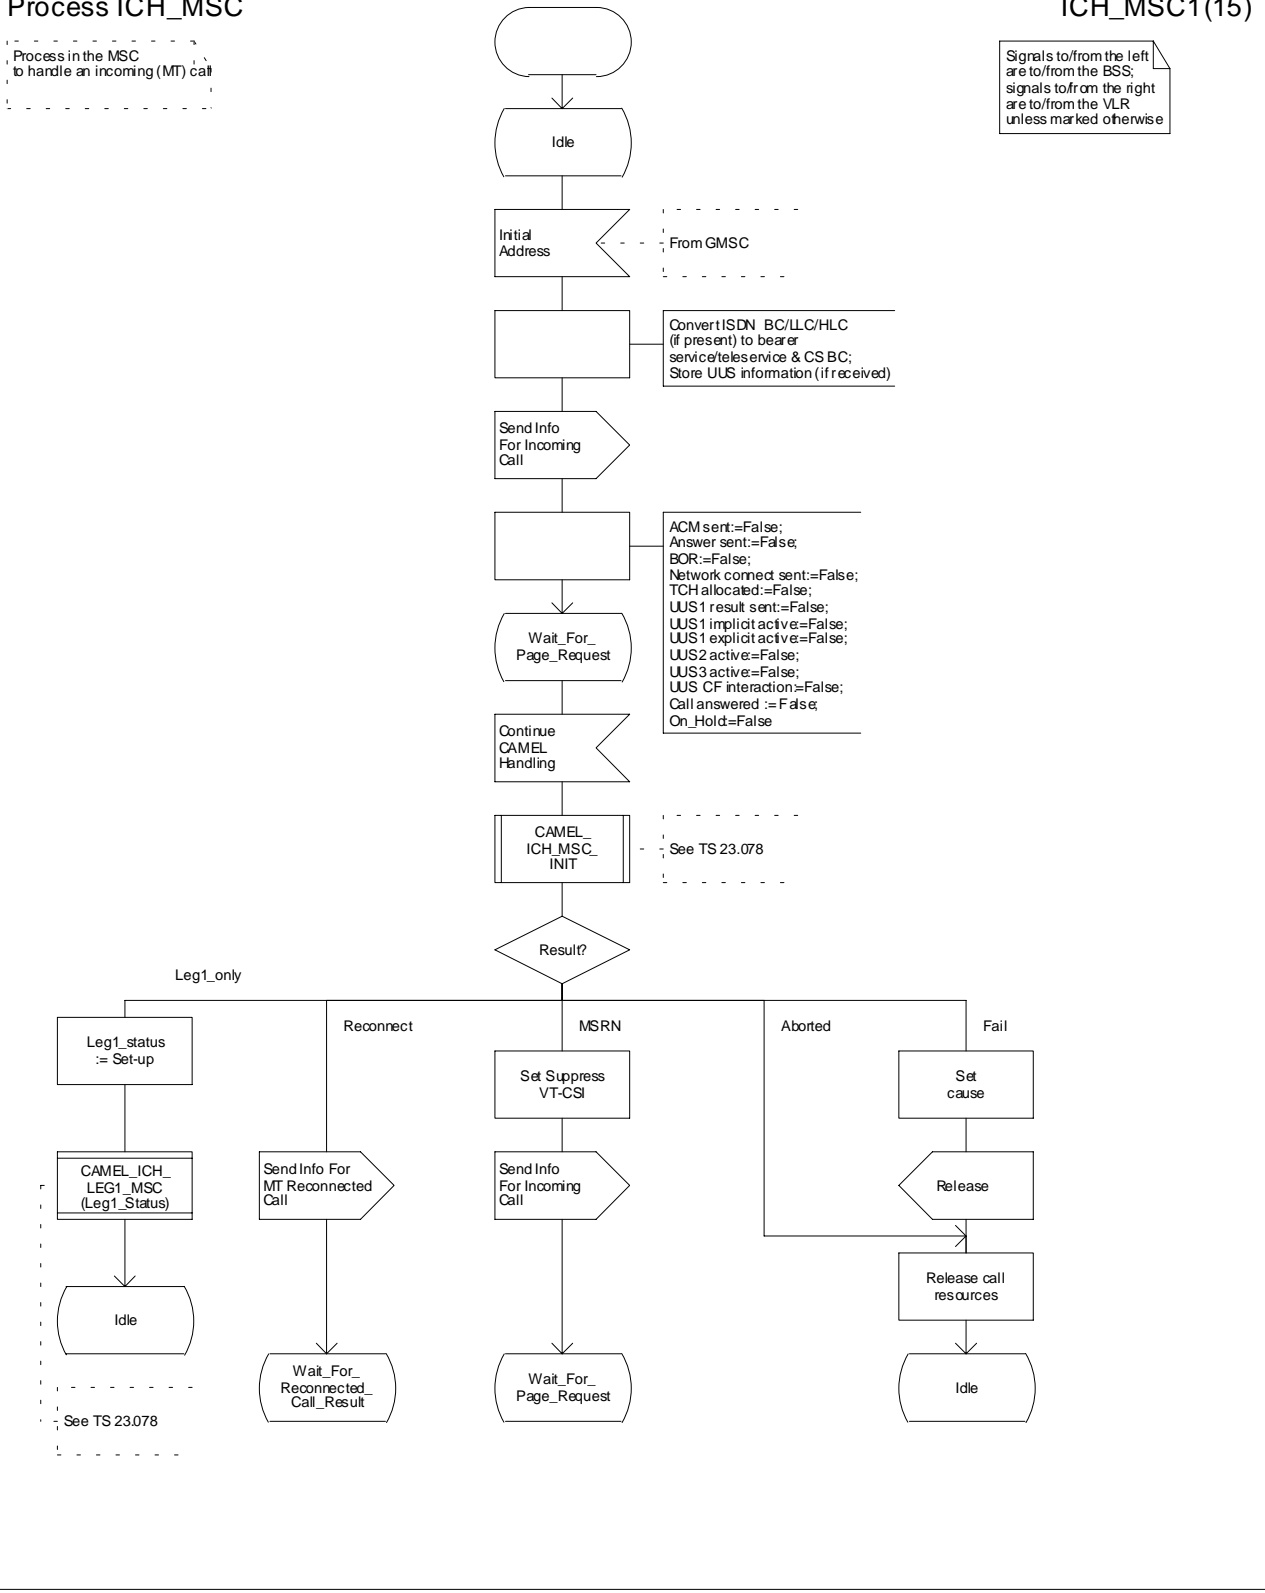 Process ICH_MSC
ICH_MSC1(15)
Process in the MSC
to handle an incoming (MT) call
Signals to/from the left
are to/from the BSS;
signals to/from the right
are to/from the VLR
unless marked otherwise
Idle
Initial
Address
From GMSC
Convert ISDN BC/LLC/HLC
(if present) to bearer
service/teleservice & CS BC;
Store UUS information (if received)
Send Info
For Incoming
Call
ACM sent:=False;
Answer sent:=False;
BOR:=False;
Network connect sent:=False;
TCH allocated:=False;
UUS1 result sent:=False;
UUS1 implicit active:=False;
UUS1 explicit active:=False;
UUS2 active:=False;
UUS3 active:=False;
UUS CF interaction:=False;
Call answered := False;
On_Hold:=False
Wait_For_
Page_Request
Continue
CAMEL
Handling
CAMEL_
ICH_MSC_
INIT
See TS 23.078
Result?
Leg1_only
Reconnect
MSRN
Aborted
Fail
Leg1_status
:= Set-up
Set Suppress
VT-CSI
Set
cause
CAMEL_ICH_
LEG1_MSC
(Leg1_Status)
Send Info For
MT Reconnected
Call
Send Info
For Incoming
Call
Release
Release call
resources
Idle
Wait_For_
Reconnected_
Call_Result
Wait_For_
Page_Request
Idle
See TS 23.078